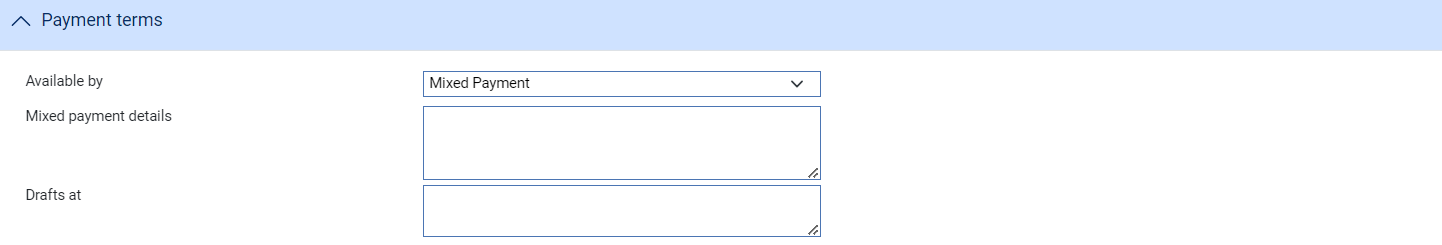 Payment terms
Available by
Mixed Payment
Mixed payment details
Drafts at